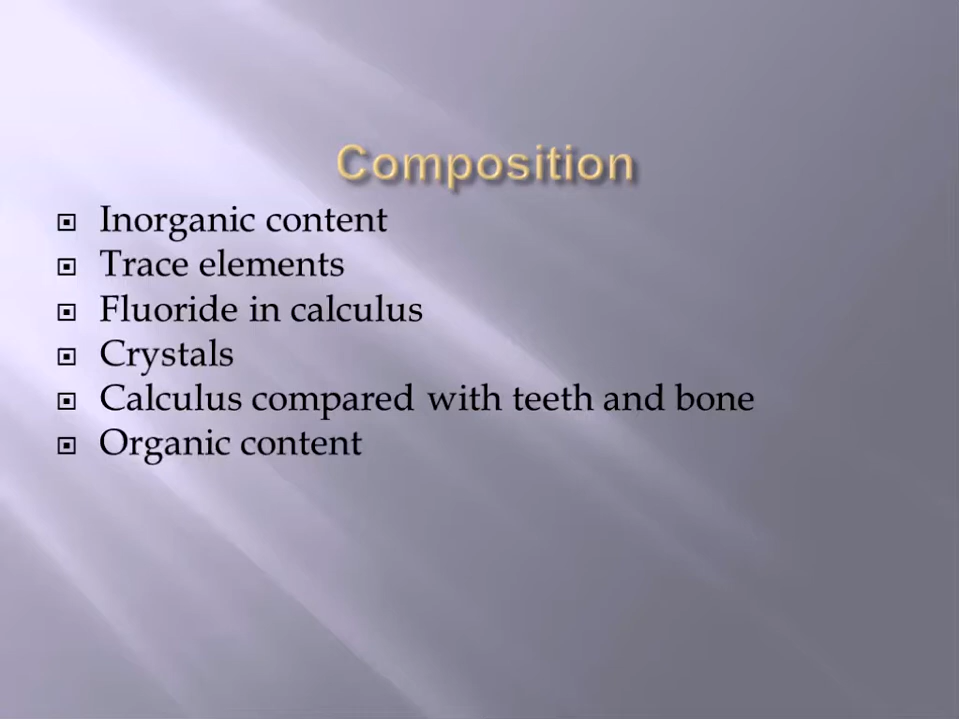 Composition
Inorganic content
Trace elements
Fluoride in calculus
Crystals
Calculus compared with teeth and bone
Organic content